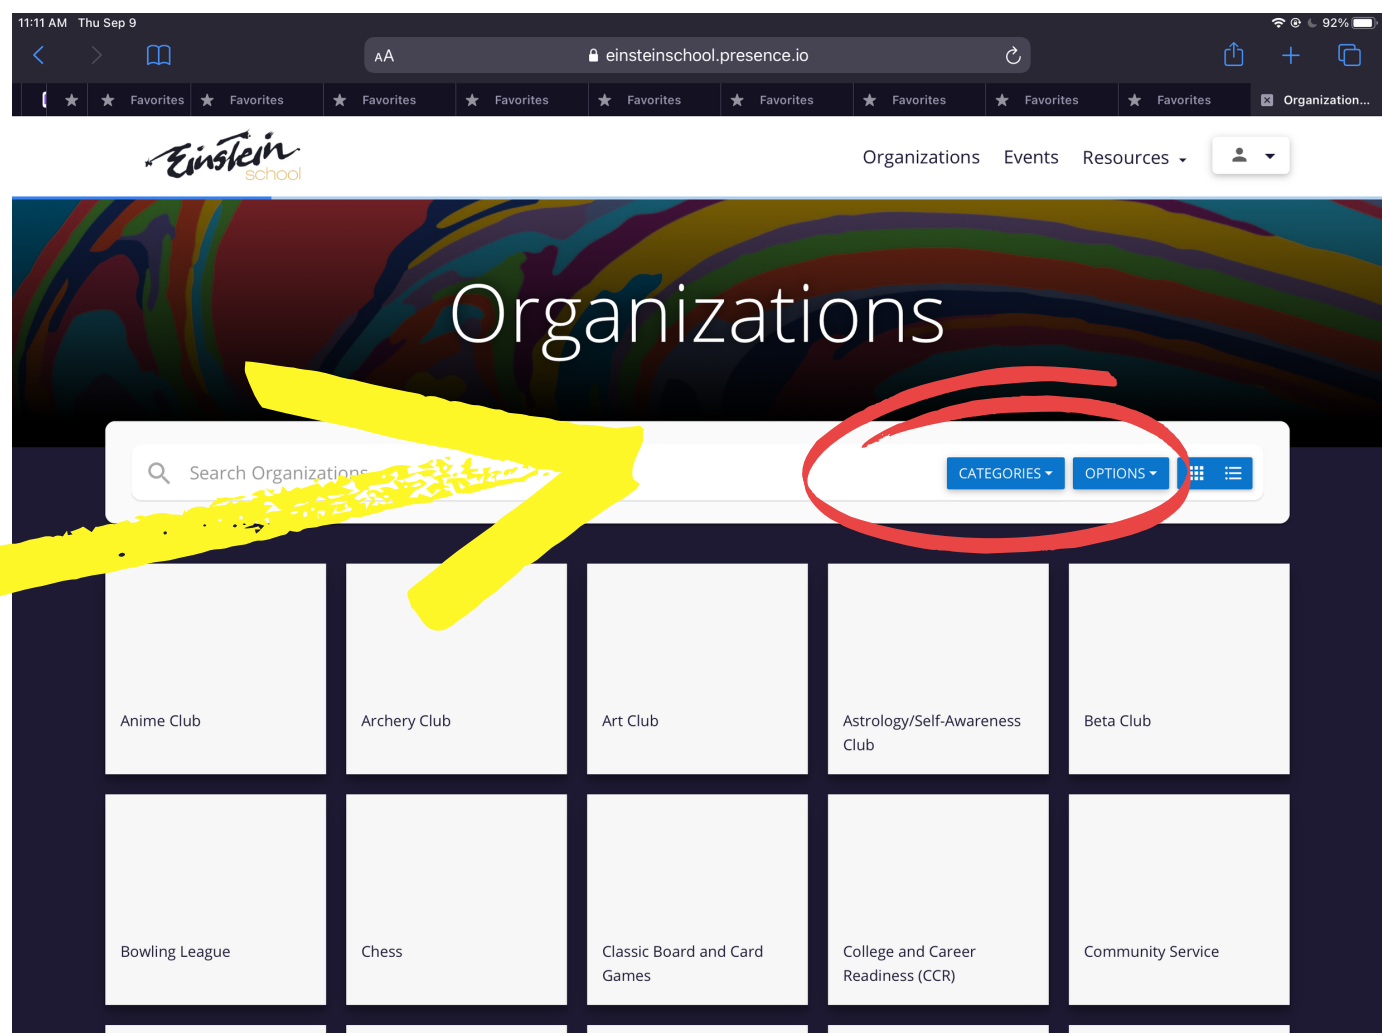 11:11 AM Thu Sep 9
92%
AA
einsteinschool.presence.io
Favorites
Favorites
Favorites
Favorites
Favorites
Favorites
Favorites
Favorites
Favorites
Organization...
Einstein
school
Organizations
Events
Resources
Organizations
Search Organizations
CATEGORIES
OPTIONS
Anime Club
Archery Club
Art Club
Astrology/Self-Awareness
Club
Beta Club
Bowling League
Chess
Classic Board and Card
Games
College and Career
Readiness (CCR)
Community Service